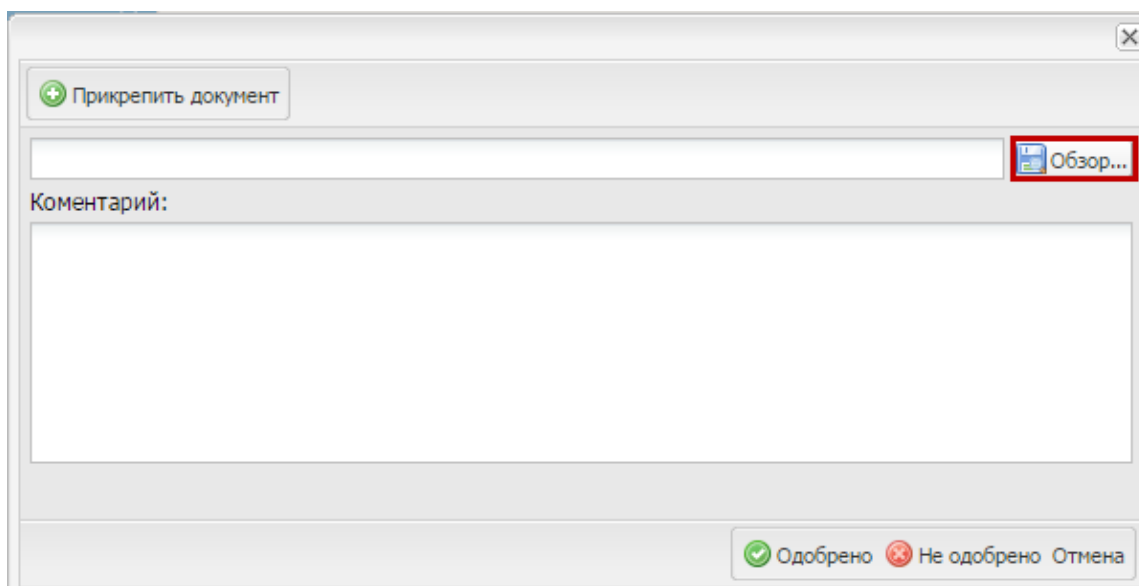 Прикрепить документ
Обзор...
Коментарий:
Одобрено Не одобрено Отмена